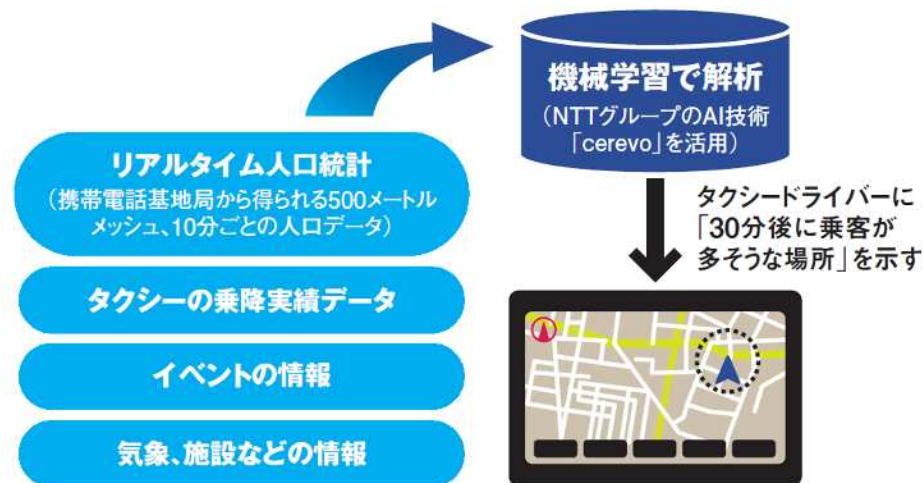 機械学習で解析
(NTTグループのAI技術
「cerevo」を活用)
リアルタイム人口統計
(携帯電話基地局から得られる500メートル
メッシュ、10分ごとの人口データ)
タクシーの乗降実績データ
イベントの情報
気象、施設などの情報
タクシードライバーに
「30分後に乗客が
多そうな場所」を示す